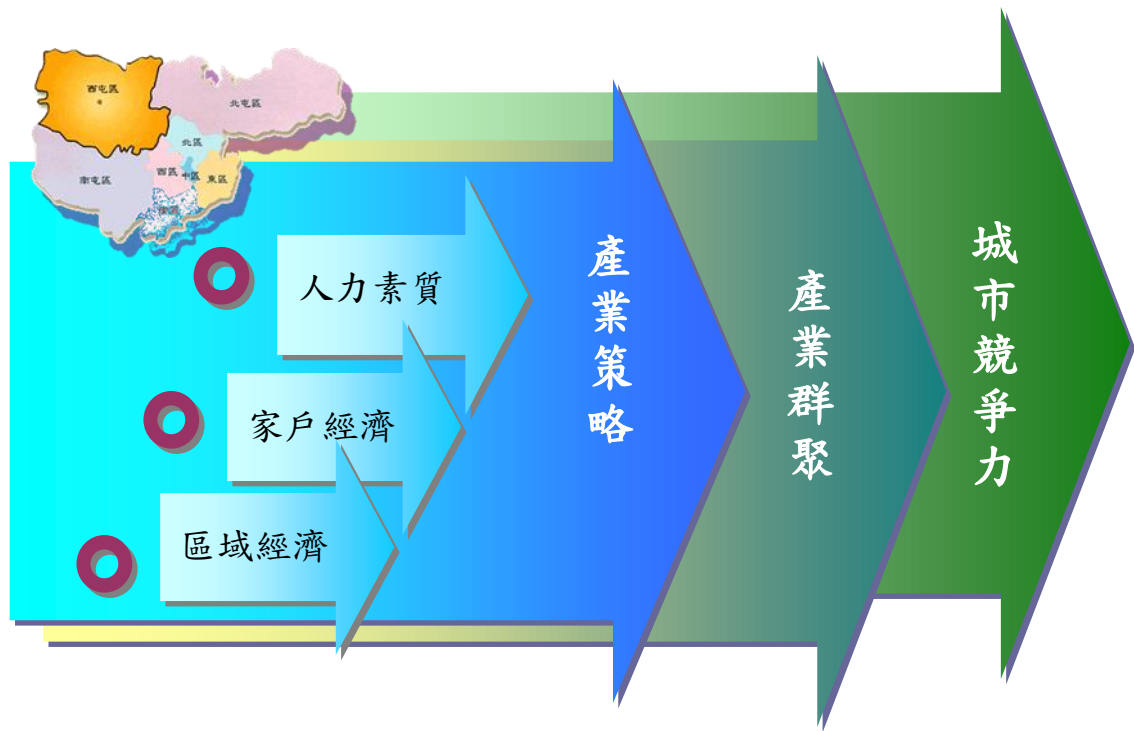 西屯區
北屯區
北區
西區
中區
東區
南屯區
人力素質
家戶經濟
區域經濟
產業策略
產業群聚
城市競爭力